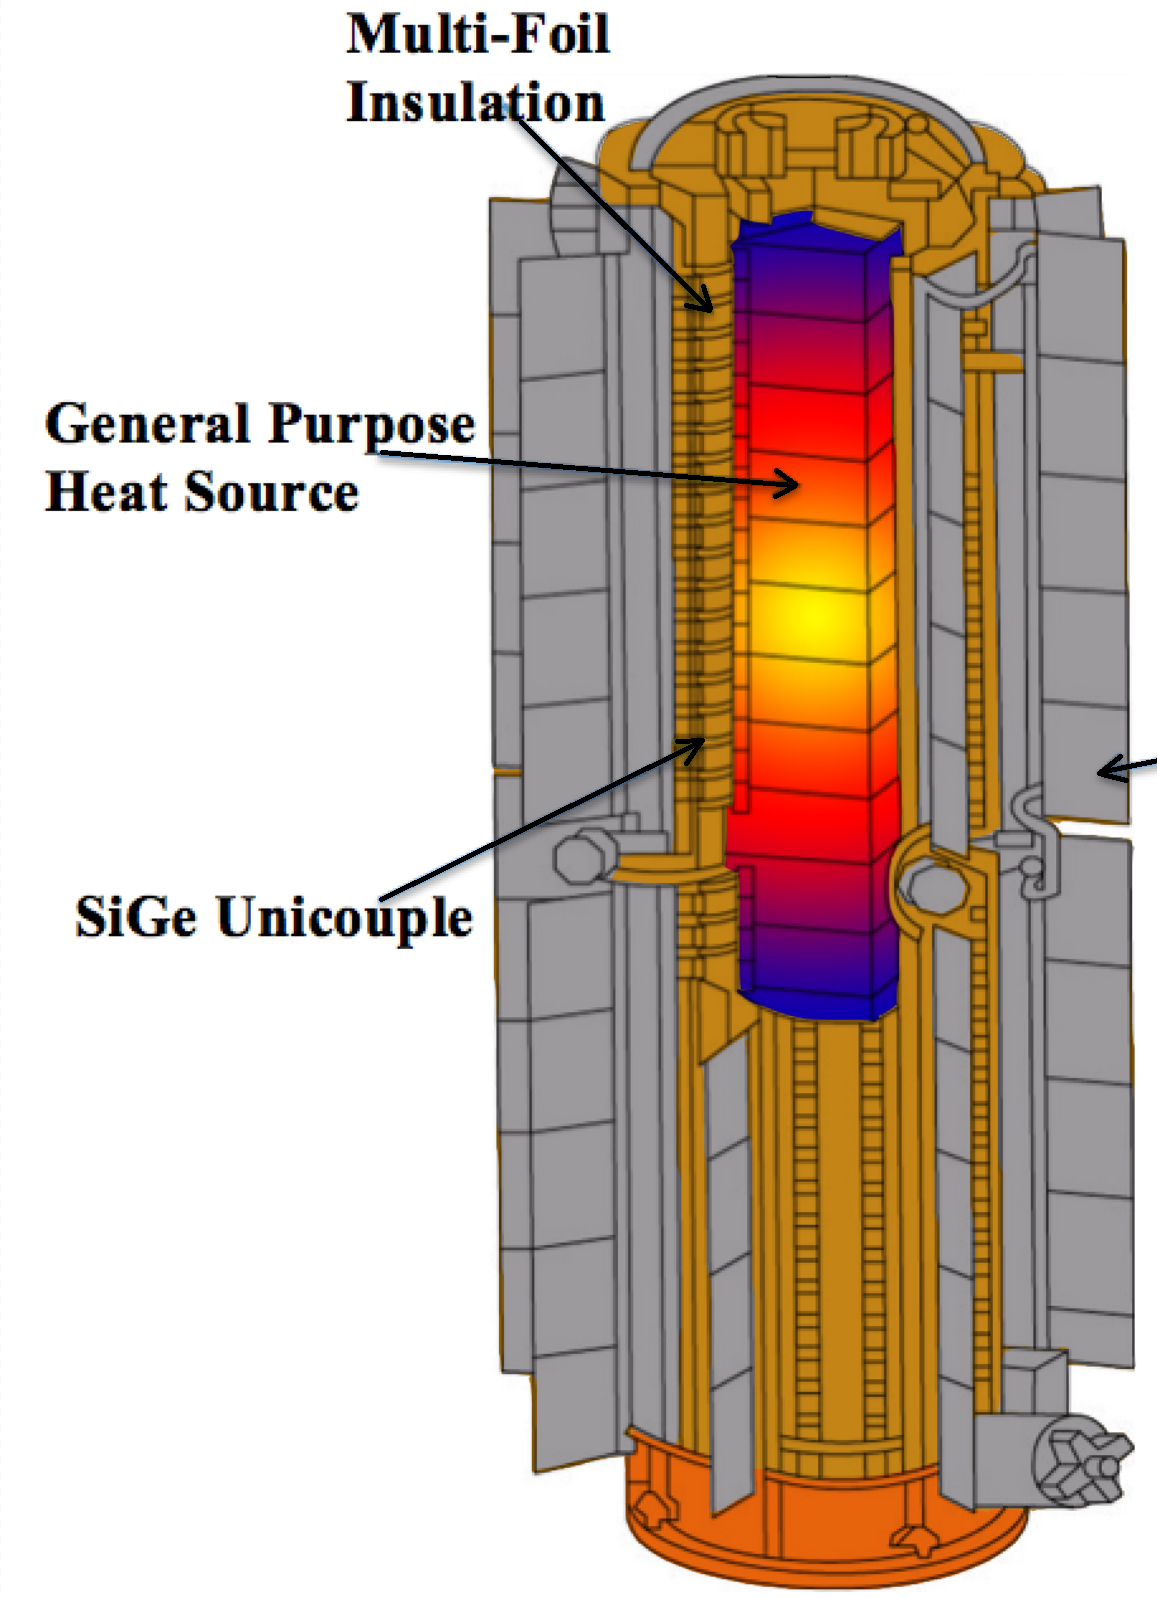 Multi-Foil
Insulation
General Purpose
Heat Source
SiGe Unicouple